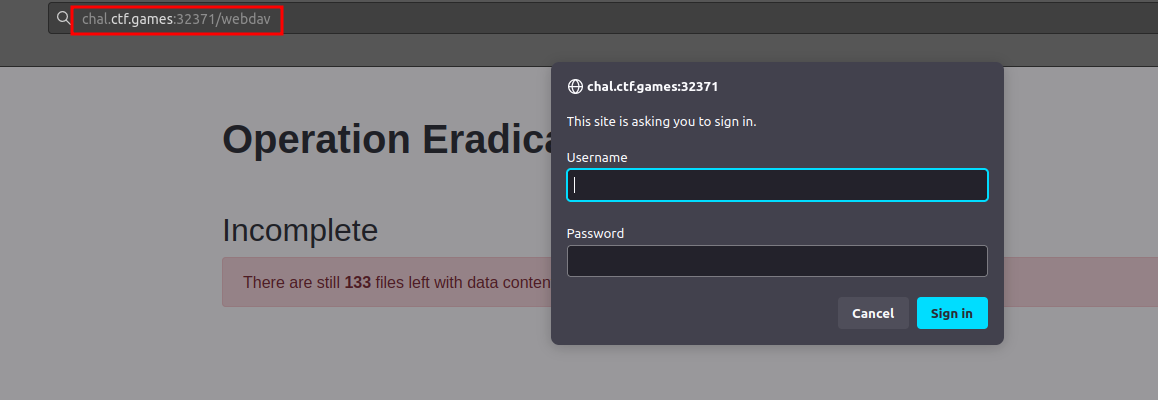 chal.ctf.games:32371/webdav
chal.ctf.games:32371
This site is asking you to sign in.
Username
Password
Cancel Sign in
Operation Eradica
Incomplete
There are still 133 files left with data conten